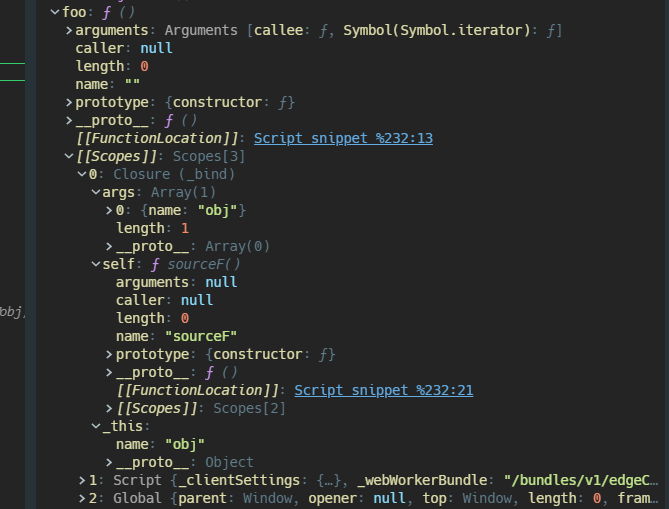 foo: ƒ ()
arguments: Arguments [callee: ƒ, Symbol(Symbol.iterator): ƒ]
caller: null
length: 0
name: ""
prototype: {constructor: ƒ}
__proto__: ƒ ()
[[FunctionLocation]]: Script snippet %232:13
[[Scopes]]: Scopes[3]
0: Closure (_bind)
args: Array(1)
0: {name: "obj"}
length: 1
__proto__: Array(0)
self: ƒ sourceF()
arguments: null
caller: null
obj,
length: 0
name: "sourceF"
prototype: {constructor: ƒ}
__proto__: ƒ ()
[[FunctionLocation]]: Script snippet %232:21
[[Scopes]]: Scopes[2]
_this:
name: "obj"
__proto__: Object
1: Script {_clientSettings: {…}, _webWorkerBundle: "/bundles/v1/edgeC…
2: Global {parent: Window, opener: null, top: Window, length: 0, fram…